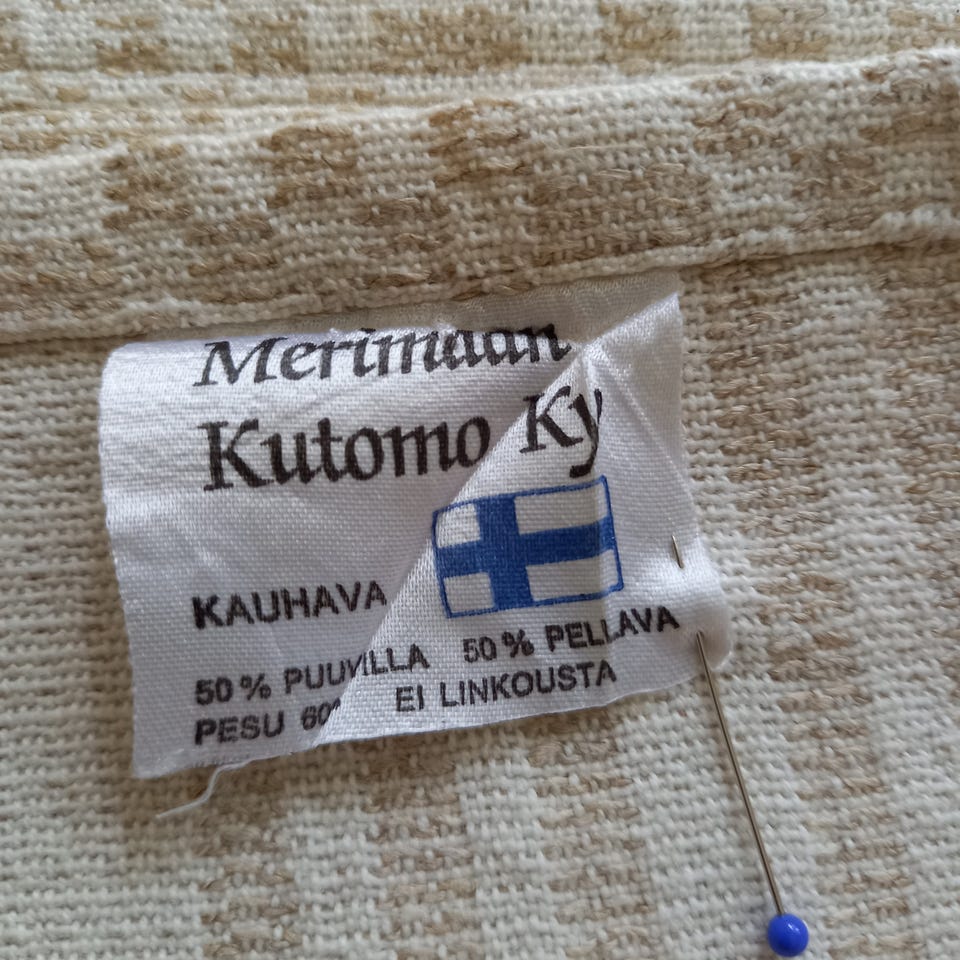 Merimaan
Kutomo Ky
KAUHAVA
50 % PUUVILLA 50 % PELLAVA
PESU 60° EI LINKOUSTA